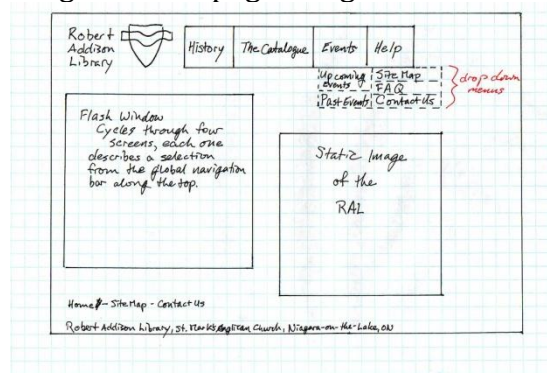 Robert
Addison
Library
History
The Catalogue
Events
Help
Upcoming
Events
Past Events
Site Map
FAQ
Contact Us
drop down
menus
Flash Window
Cycles through four
screens, each one
describes a selection
from the global navigation
bar along the top.
Static Image
of the
RAL
Home - Site Map - Contact Us
Robert Addison Library, St. Mark's Anglican Church, Niagara-on-the-Lake, ON